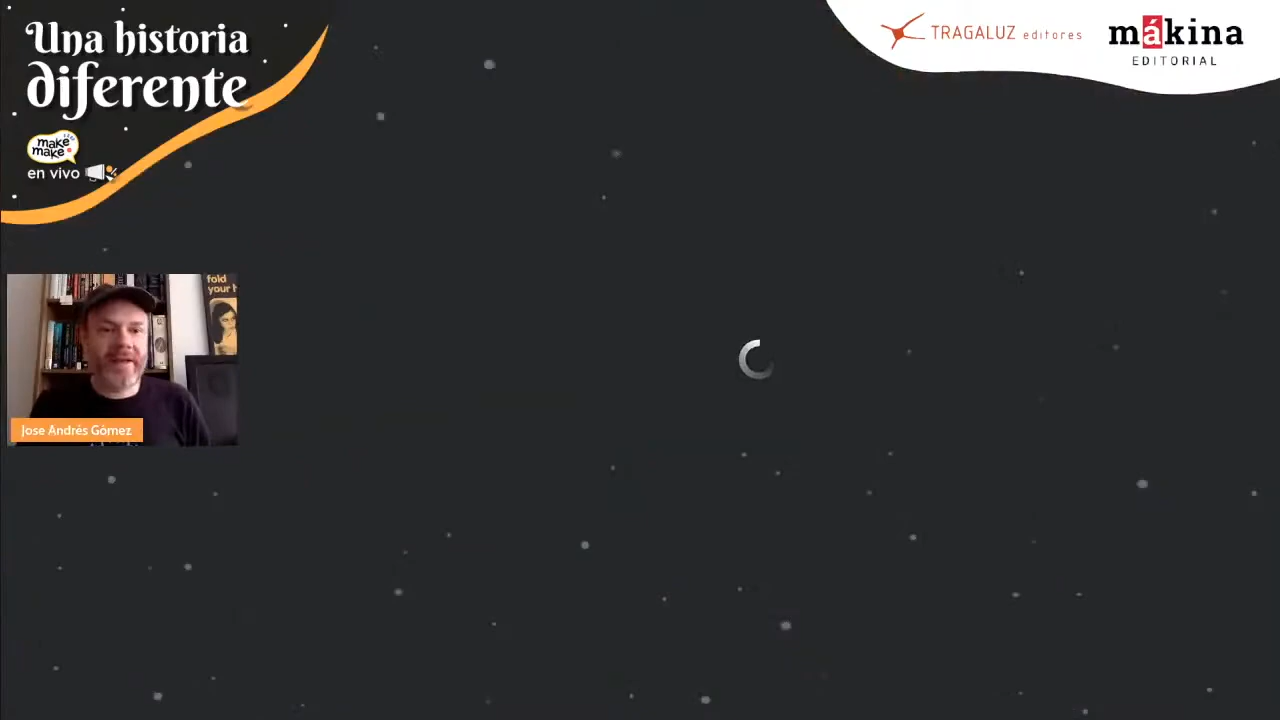 Una historia
diferente
make
make
en vivo
TRAGALUZ editores
mákina
EDITORIAL
fold
your h
Jose Andrés Gómez